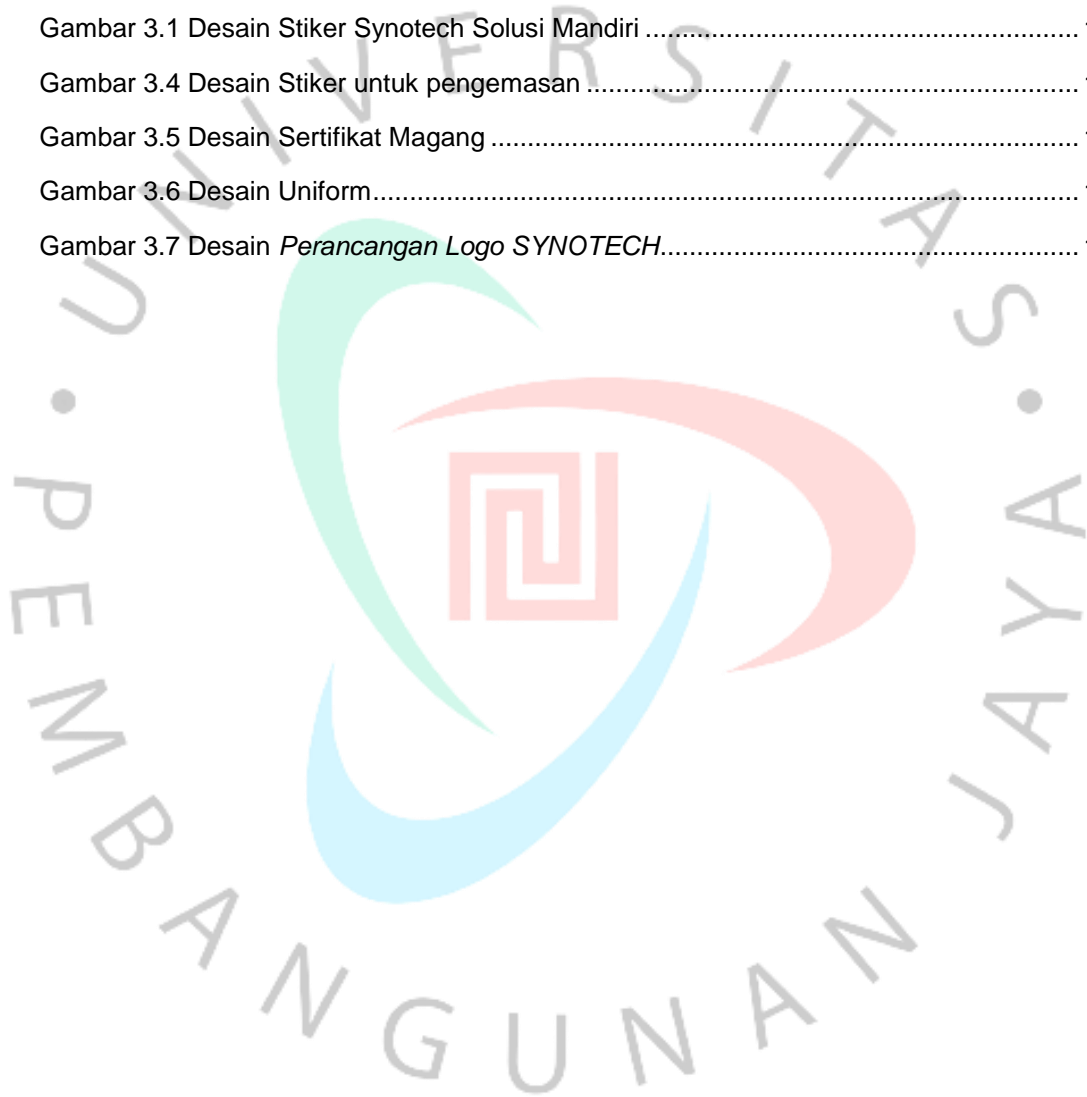 Gambar 3.1 Desain Stiker Synotech Solusi Mandiri ............................................................
Gambar 3.4 Desain Stiker untuk pengemasan ....................................................................
Gambar 3.5 Desain Sertifikat Magang .................................................................................
Gambar 3.6 Desain Uniform.................................................................................................
Gambar 3.7 Desain Perancangan Logo SYNOTECH..........................................................
UNIVERSITAS • PEMBANGUNAN JAYA •